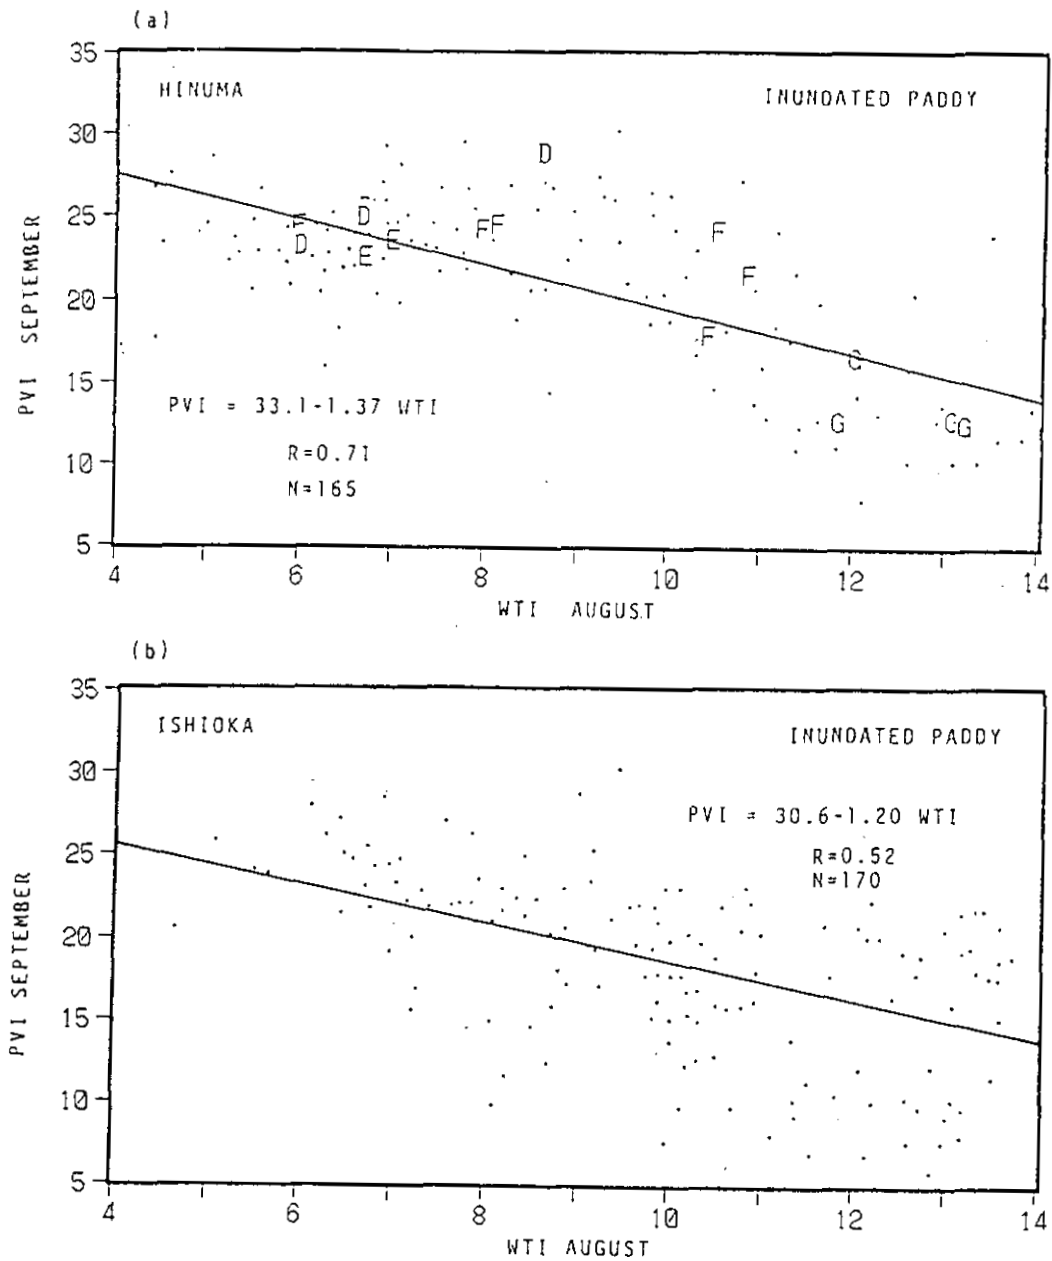 (a)
35
HINUMA INUNDATED PADDY
30
D
D
25
F F F
F
D
E
E
F
20
F
G
15
PVI = 33.1-1.37 WTI
G
G G
R=0.71
10
N=165
5
4 6 8 10 12 14
WTI AUGUST
PVI SEPTEMBER
(b)
35
ISHIOKA INUNDATED PADDY
30
PVI = 30.6-1.20 WTI
R=0.52
25
N=170
20
15
10
5
4 6 8 10 12 14
WTI AUGUST
PVI SEPTEMBER